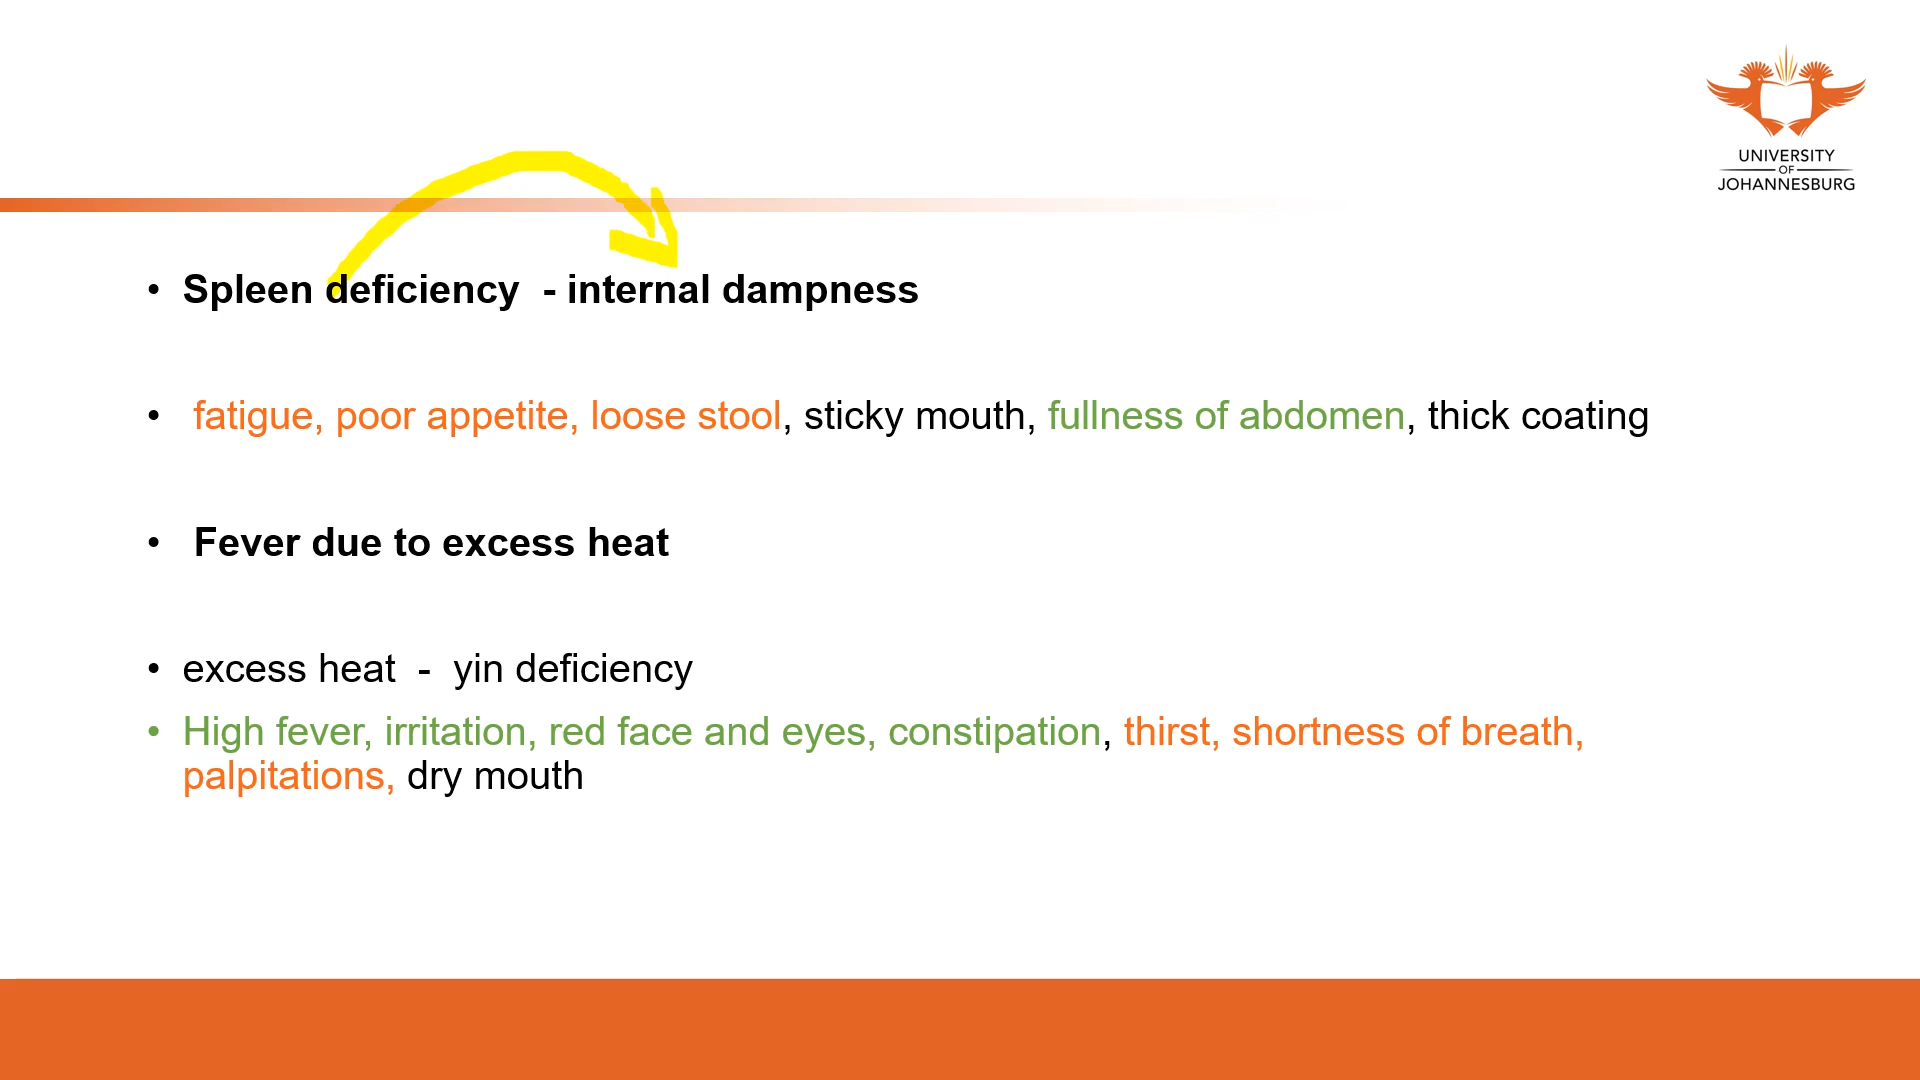 UNIVERSITY
OF
JOHANNESBURG
• Spleen deficiency - internal dampness
• fatigue, poor appetite, loose stool, sticky mouth, fullness of abdomen, thick coating
• Fever due to excess heat
• excess heat - yin deficiency
• High fever, irritation, red face and eyes, constipation, thirst, shortness of breath,
palpitations, dry mouth